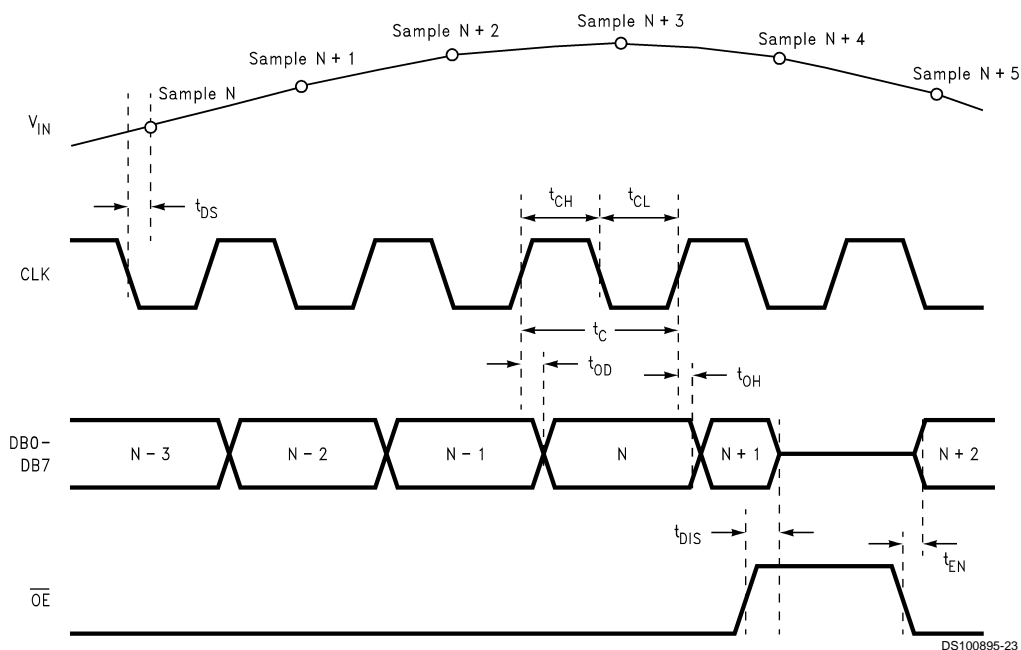 Sample N
Sample N + 1
Sample N + 2
Sample N + 3
Sample N + 4
Sample N + 5
VIN
tDS
tCH
tCL
CLK
tC
tOD
tOH
DB0-
DB7
N - 3
N - 2
N - 1
N
N + 1
N + 2
tDIS
tEN
OE
DS100895-23